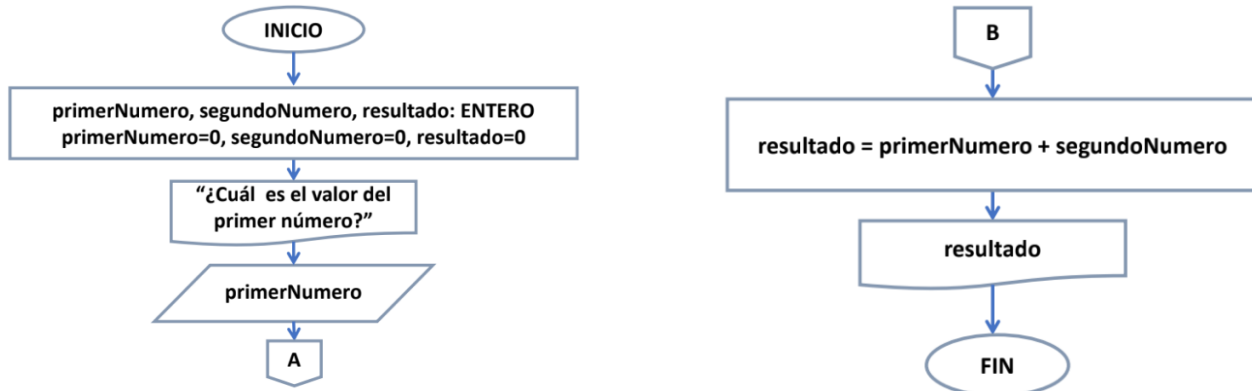 INICIO
primerNumero, segundoNumero, resultado: ENTERO
primerNumero=0, segundoNumero=0, resultado=0
“¿Cuál  es el valor del
primer número?”
primerNumero
A
B
resultado = primerNumero + segundoNumero
resultado
FIN